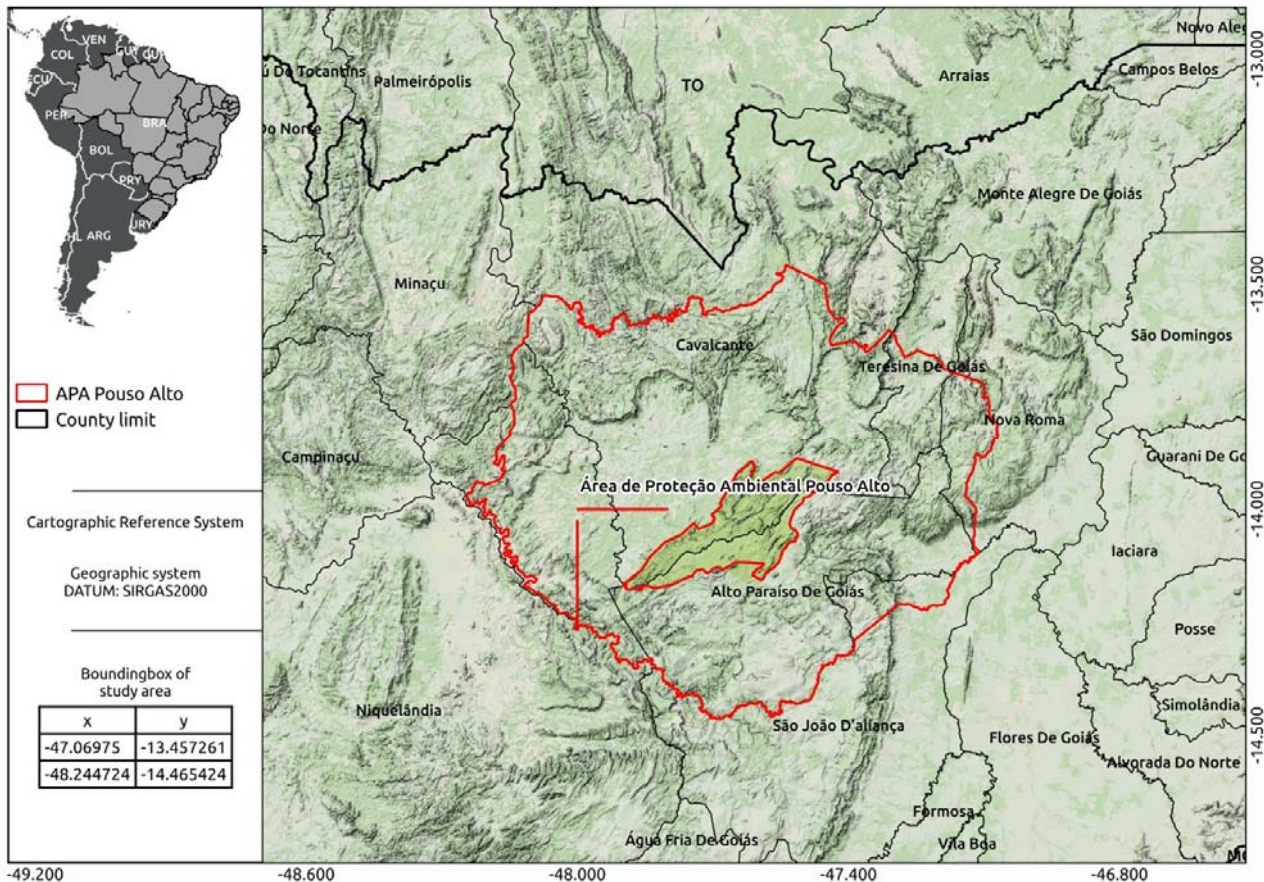 VEN
COL
GUY
ECU
PER
BRA
BOL
PRY
ARG
URY
APA Pouso Alto
County limit
Cartographic Reference System
Geographic system
DATUM: SIRGAS2000
Boundingbox of
study area
x y
-47.06975 -13.457261
-48.244724 -14.465424
Do Tocantins
Palmeirópolis
TO
Arraias
Campos Belos
Do Norte
Monte Alegre De Goiás
Minaçu
São Domingos
Cavalcante
Teresina De Goiás
Nova Roma
Campinaçu
Guarani De Go
Área de Proteção Ambiental Pouso Alto
Iaciara
Alto Paraíso De Goiás
Posse
Niquelândia
Simolândia
São João D'aliança
Flores De Goiás
Alvorada Do Norte
Formosa
Água Fria De Goiás
Vila Boa
-13.000
-13.500
-14.000
-14.500
-49.200 -48.600 -48.000 -47.400 -46.800